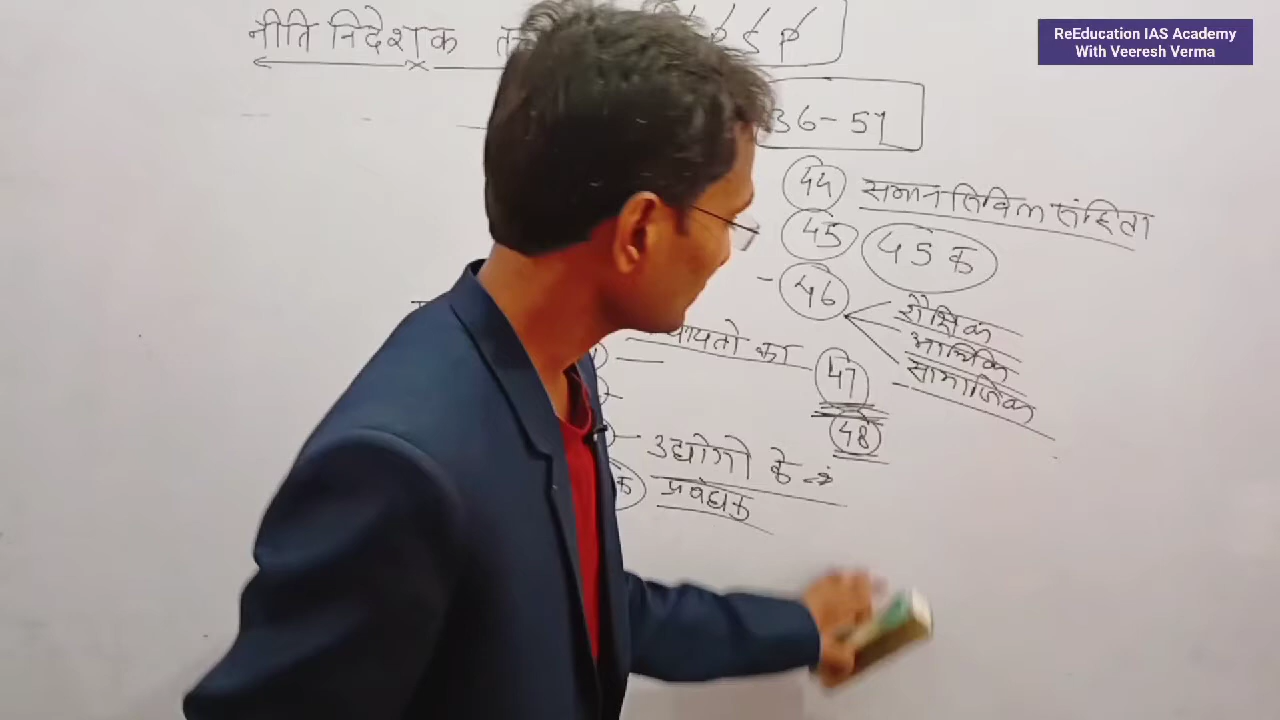 ReEducation IAS Academy
With Veeresh Verma
नीति निदेशक
36-51
44 समान सिविल संहिता
45 45 क
46 शैक्षिक
आर्थिक
सामाजिक
का
47
48
उद्योगो के
प्रबंधक